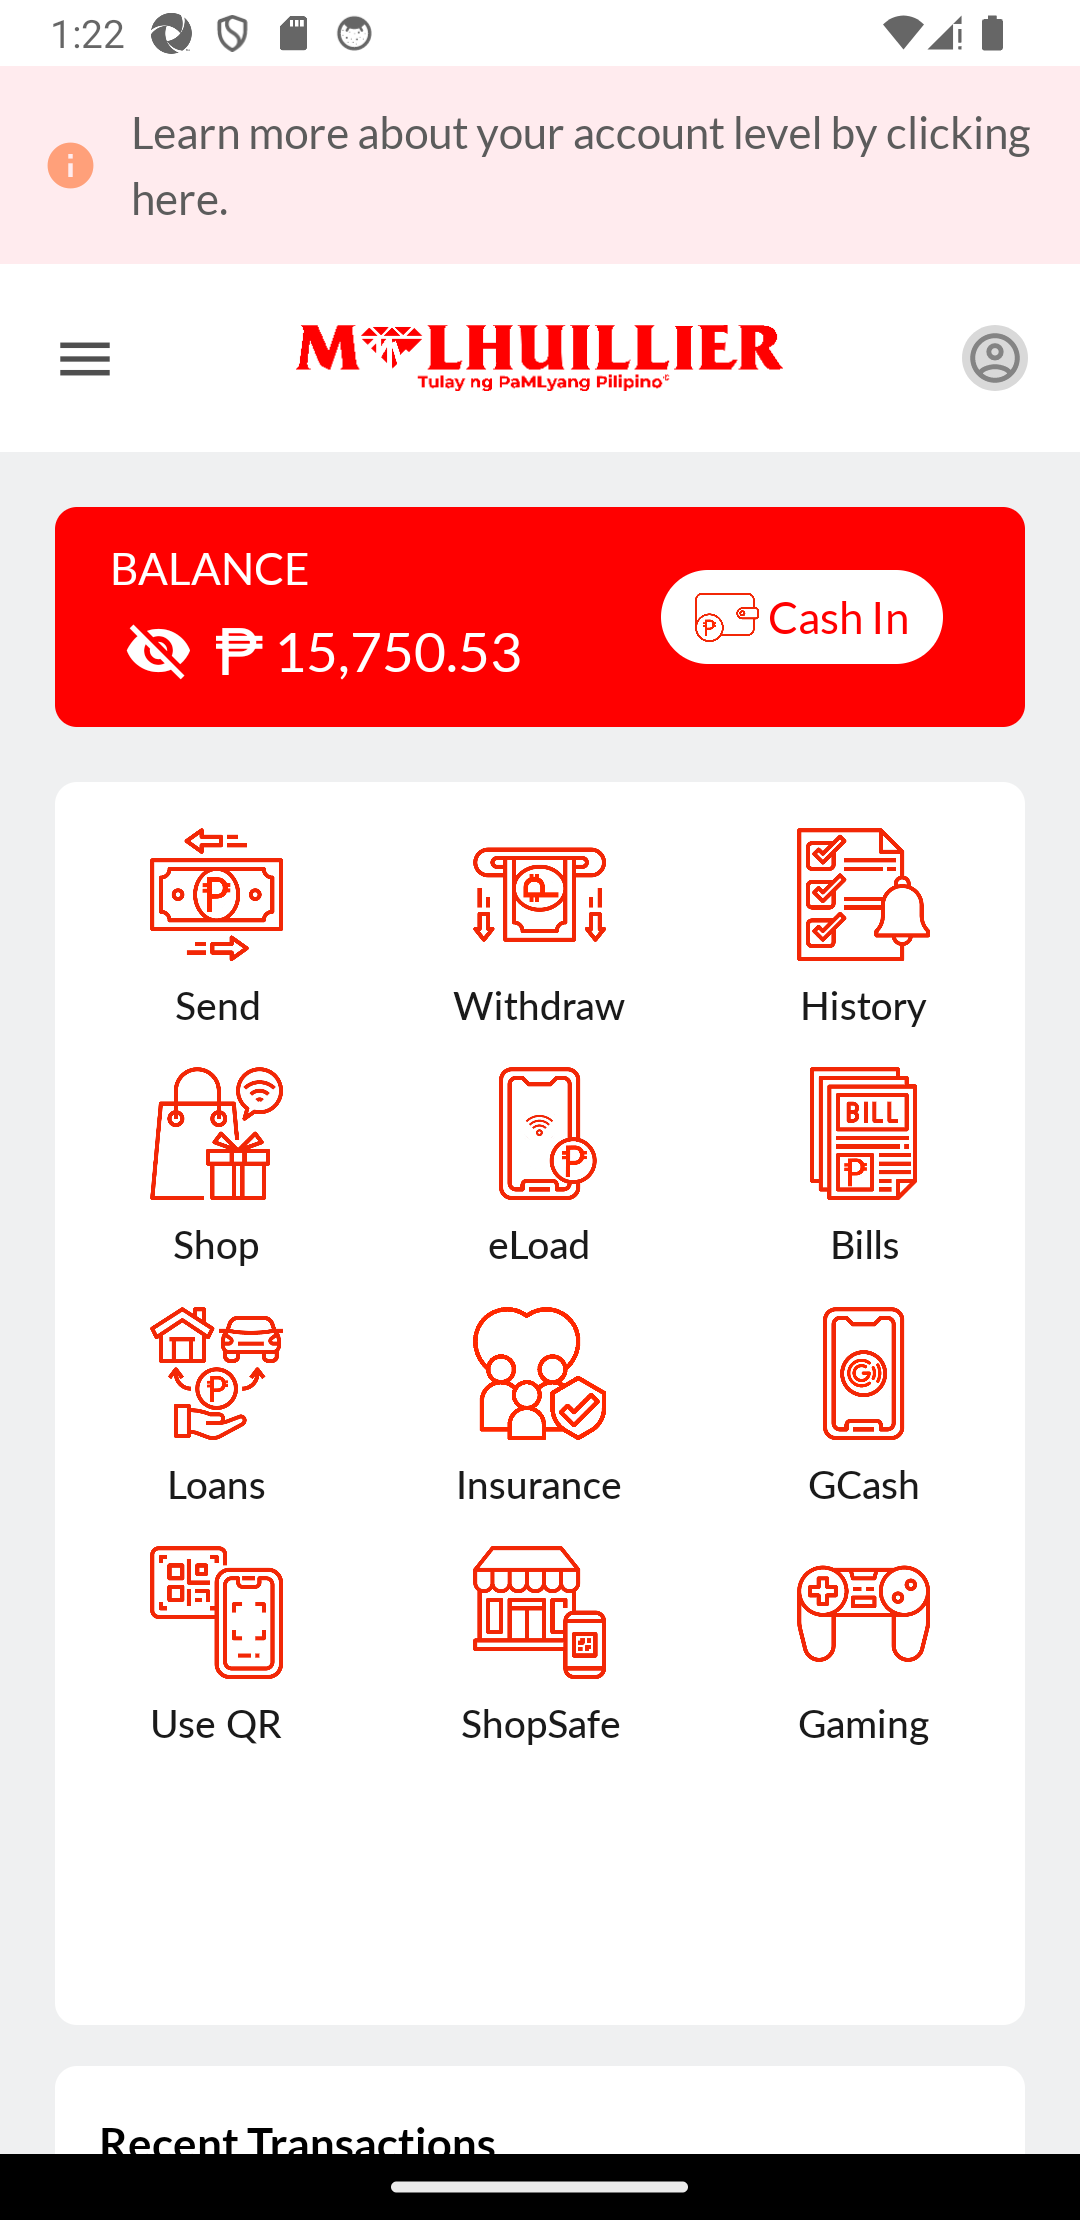 1:22
Learn more about your account level by clicking
here.
M LHUILLIER
Tulay ng PaMLyang Pilipino
BALANCE
₱ 15,750.53
Cash In
Send
Withdraw
History
BILL
Shop
eLoad
Bills
Loans
Insurance
GCash
Use QR
ShopSafe
Gaming
Recent Transactions